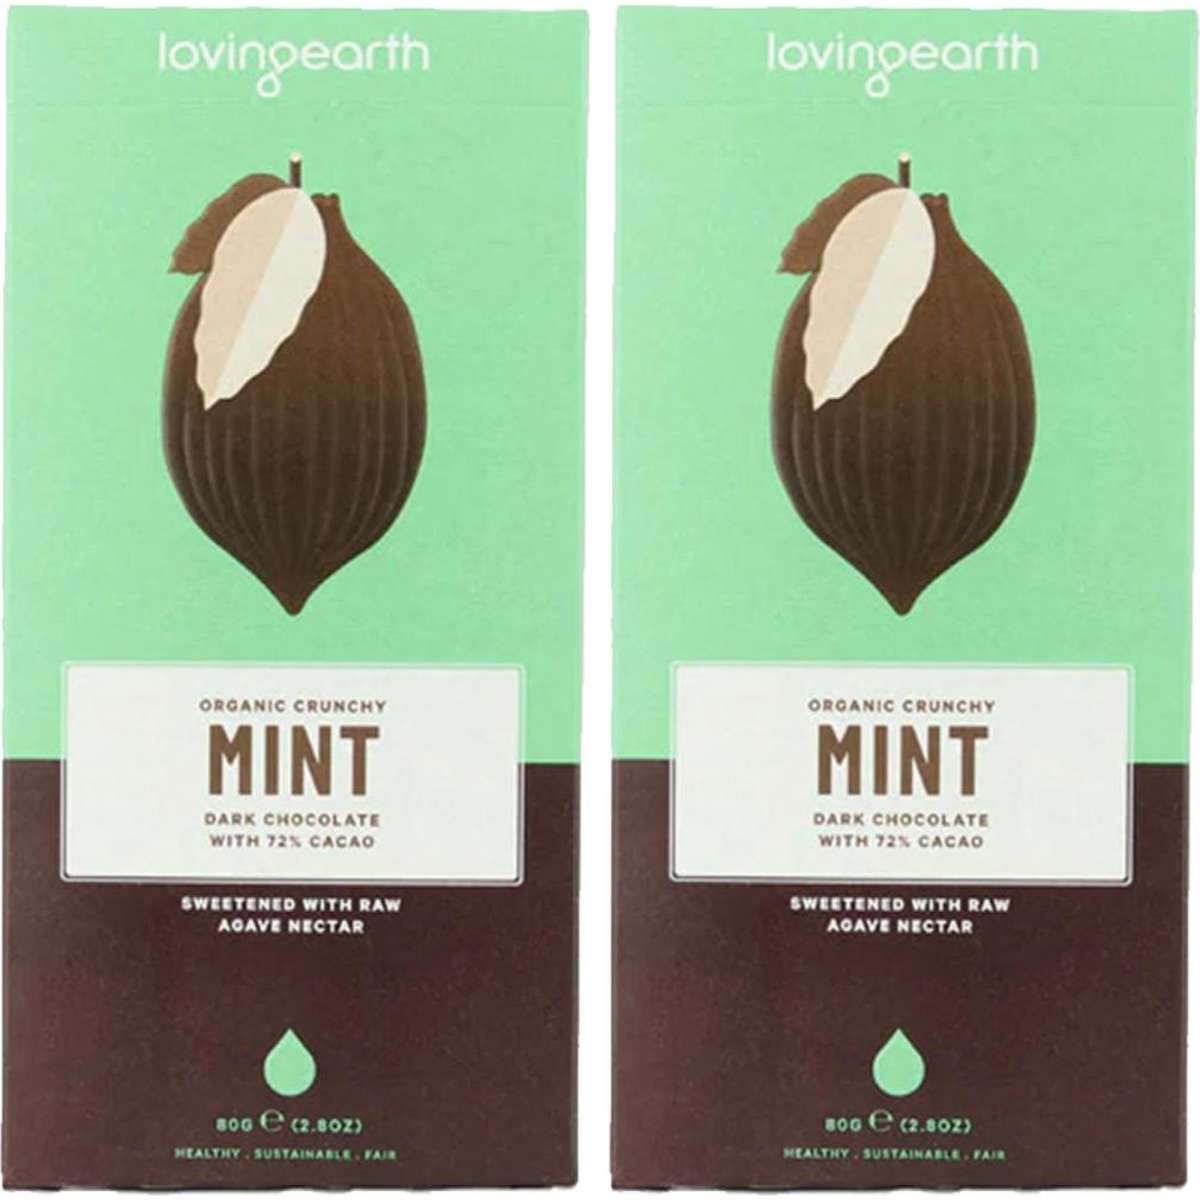 lovingearth
ORGANIC CRUNCHY
MINT
DARK CHOCOLATE
WITH 72% CACAO
SWEETENED WITH RAW
AGAVE NECTAR
80G ℮ (2.8OZ)
HEALTHY . SUSTAINABLE . FAIR
lovingearth
ORGANIC CRUNCHY
MINT
DARK CHOCOLATE
WITH 72% CACAO
SWEETENED WITH RAW
AGAVE NECTAR
80G ℮ (2.8OZ)
HEALTHY . SUSTAINABLE . FAIR